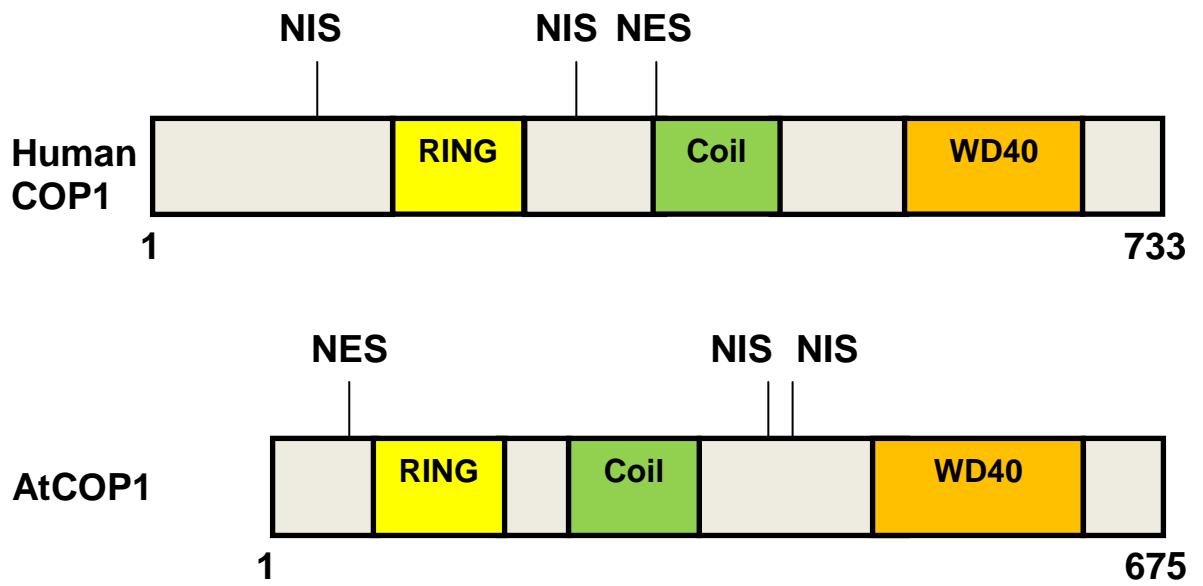 NIS NIS NES
Human COP1 RING Coil WD40
1 733
NES NIS NIS
AtCOP1 RING Coil WD40
1 675